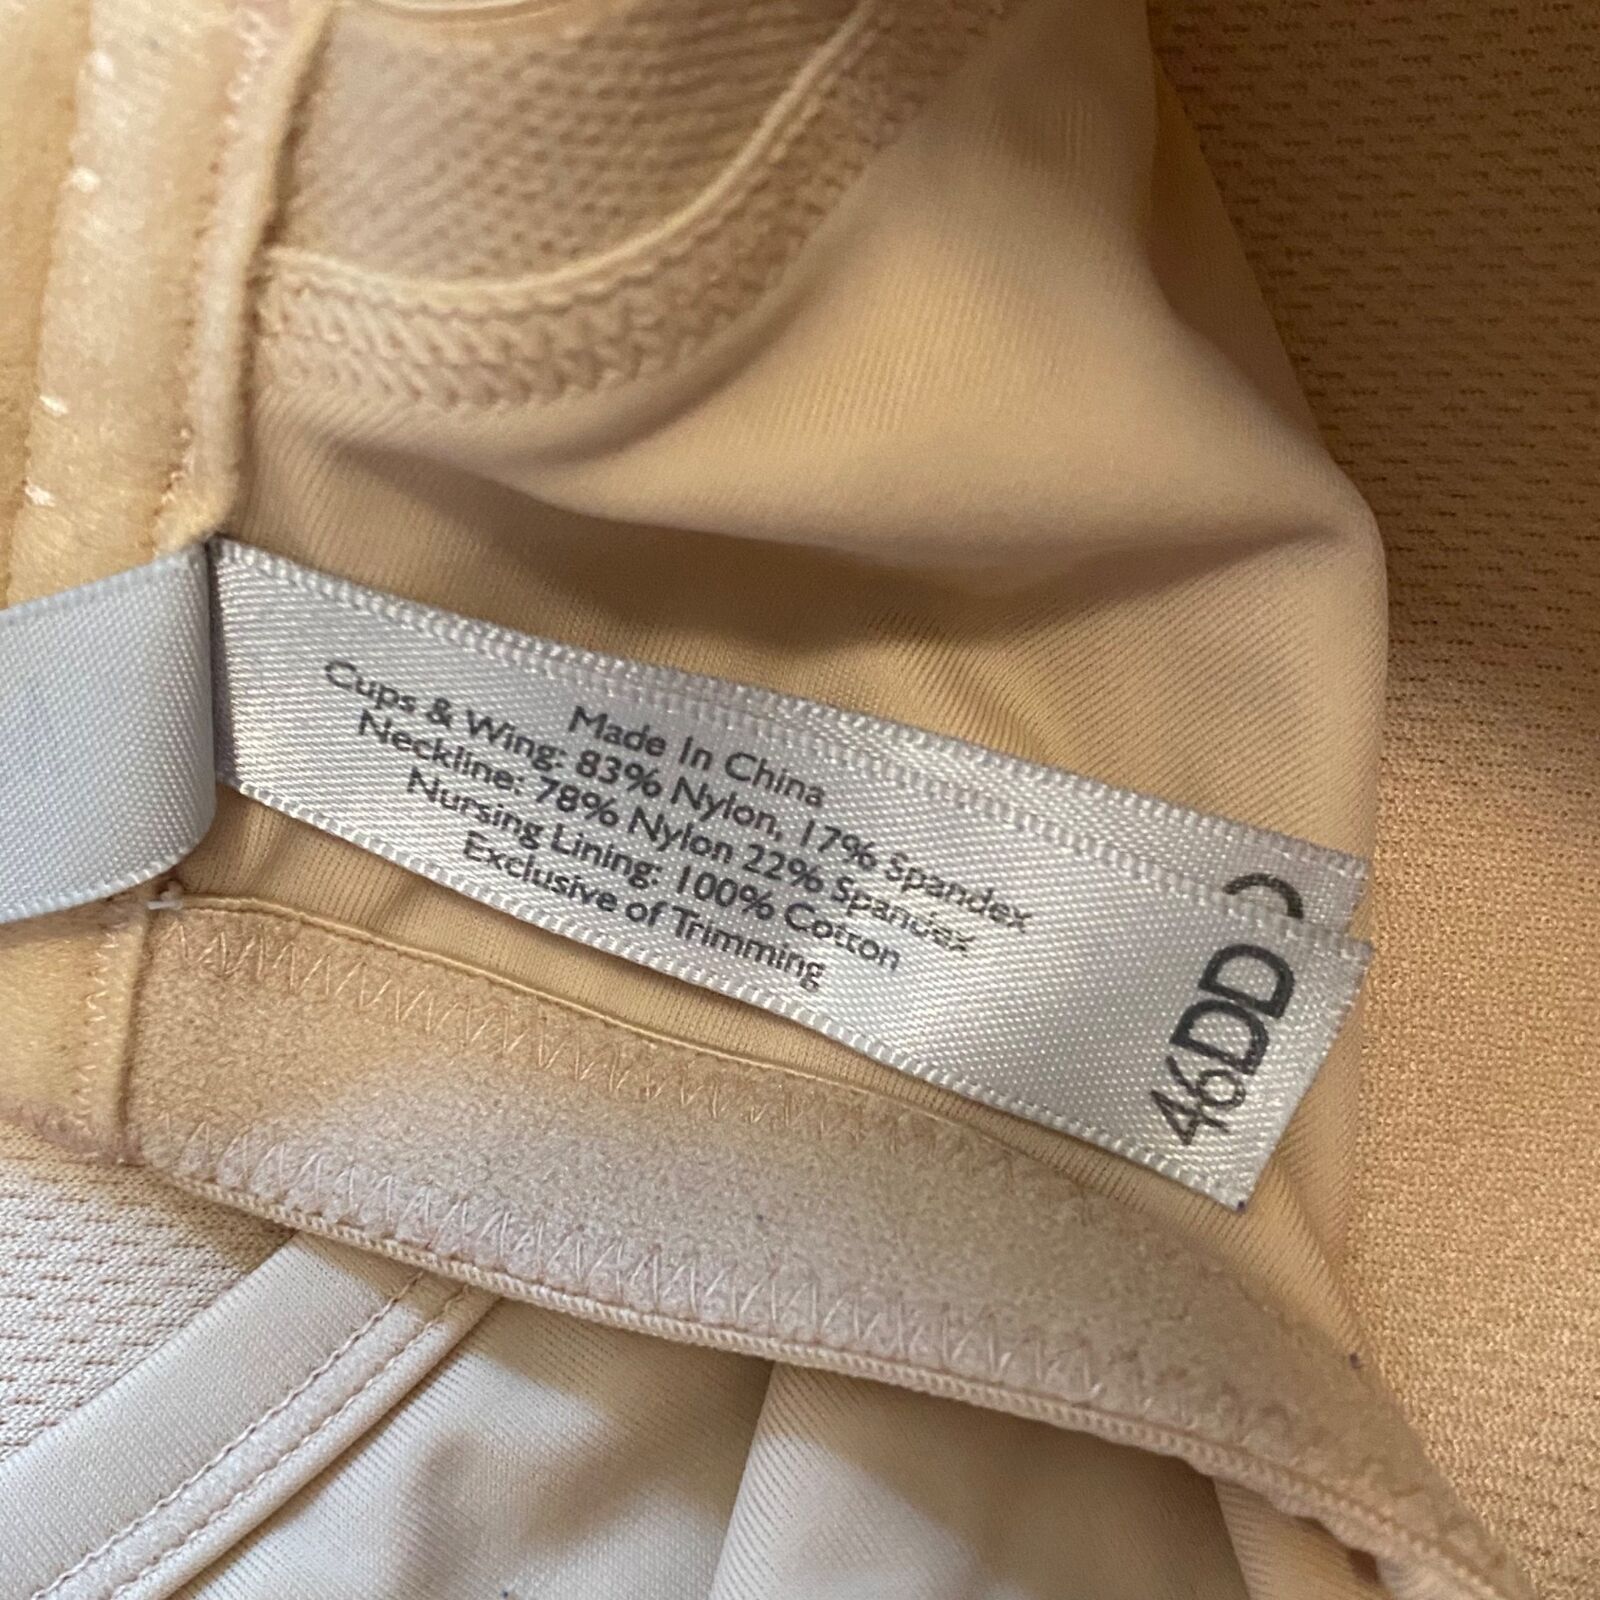 Made In China
Cups & Wing: 83% Nylon, 17% Spandex
Neckline: 78% Nylon 22% Spandex
Nursing Lining: 100% Cotton
Exclusive of Trimming
46DD